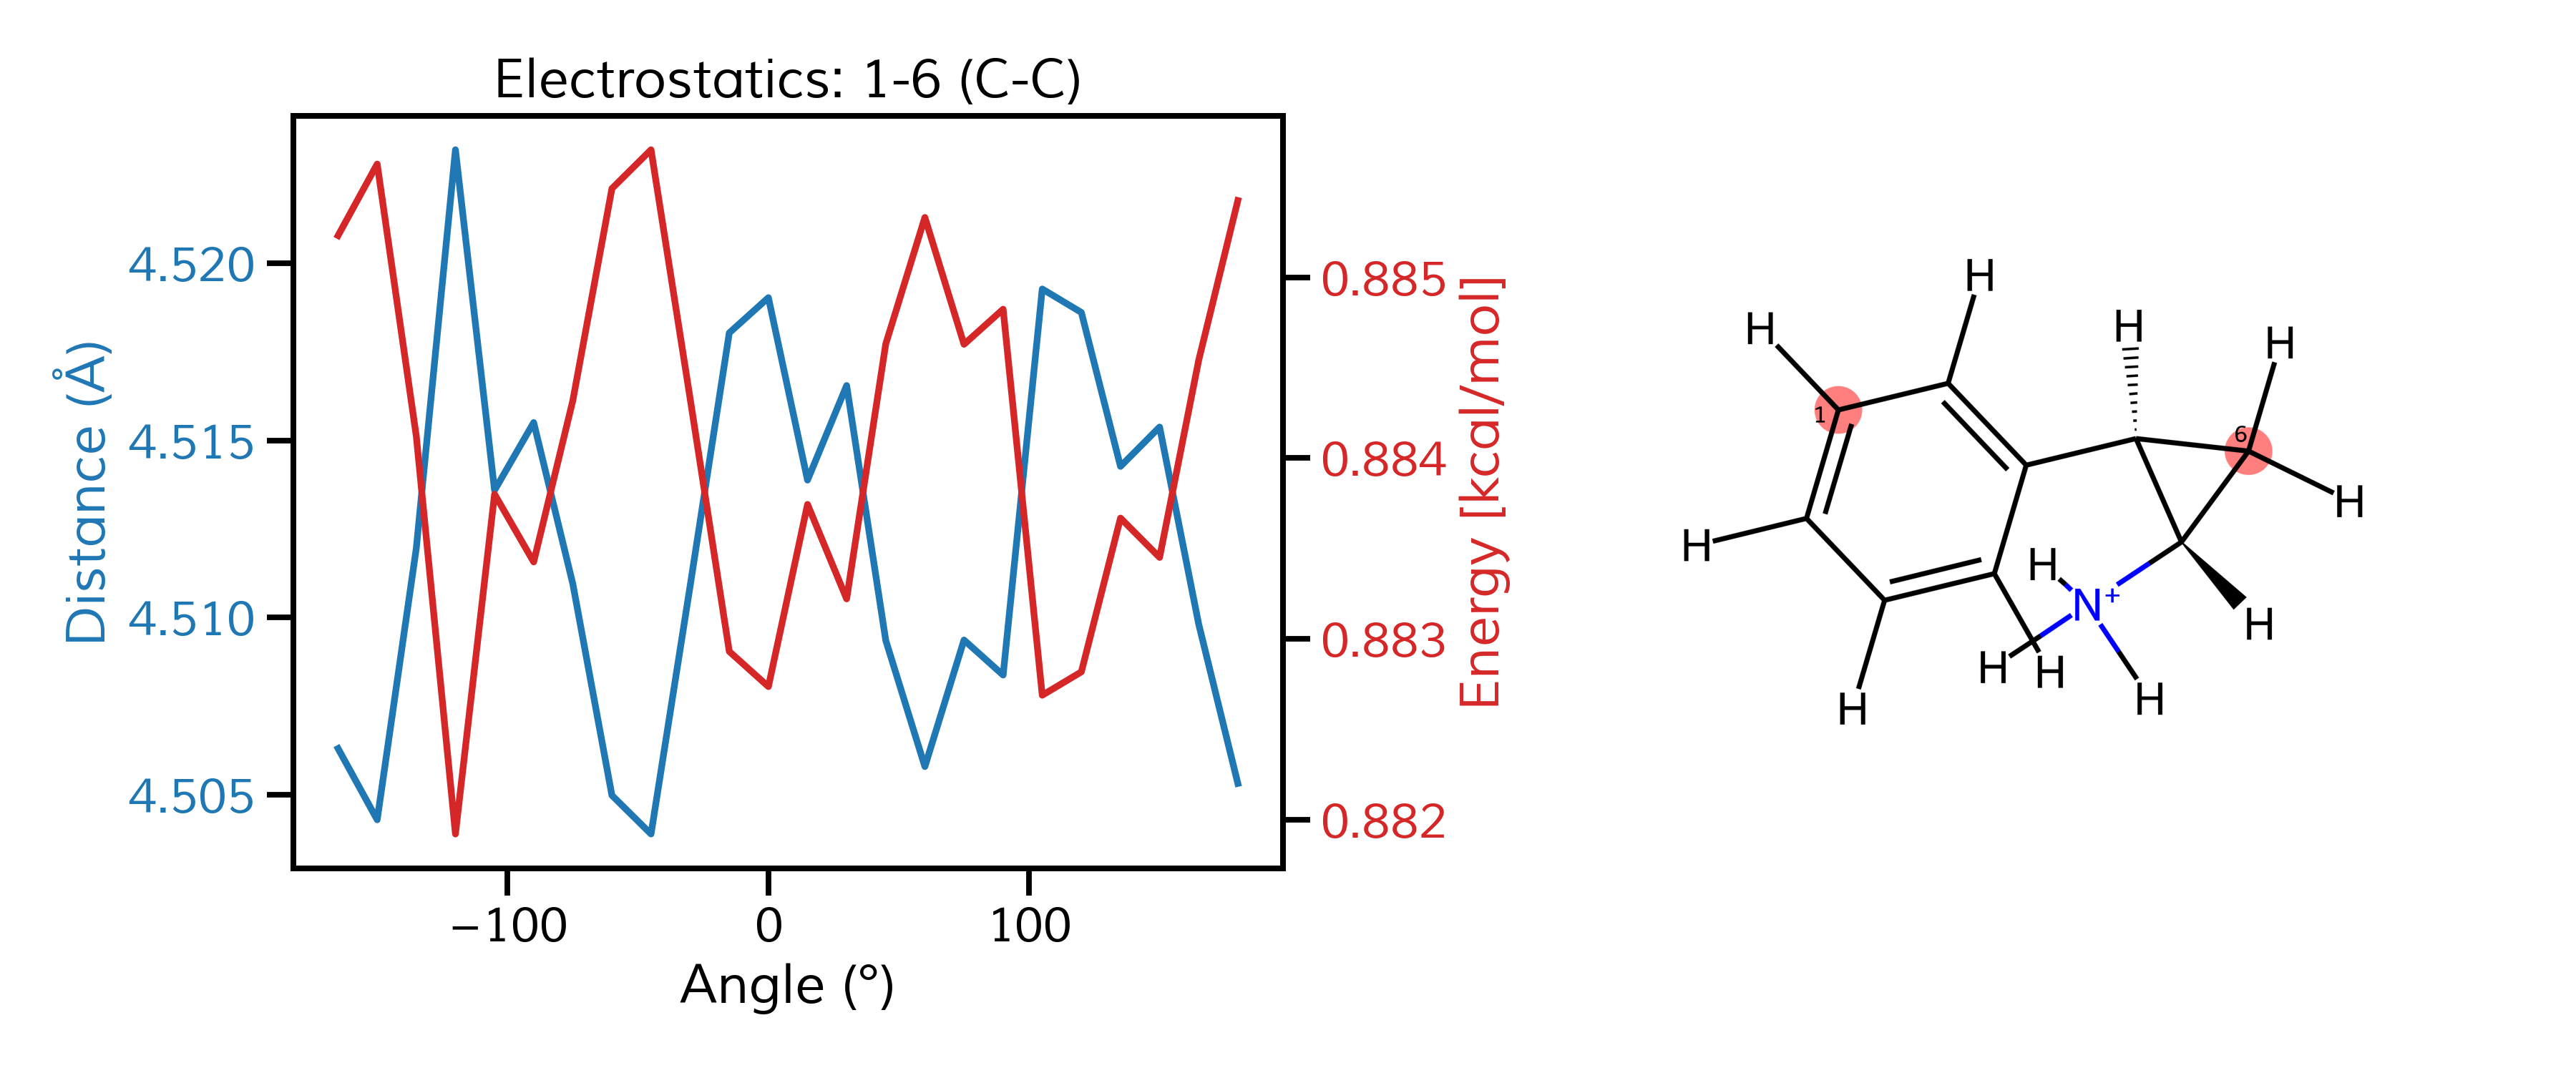 Electrostatics: 1-6 (C-C)
Distance (Å)
4.520
4.515
4.510
4.505
0.885
0.884
0.883
0.882
Energy [kcal/mol]
−100
0
100
Angle (°)
H
H
H
H
1
6
H
H
H
N⁺
H
H
H
H
H